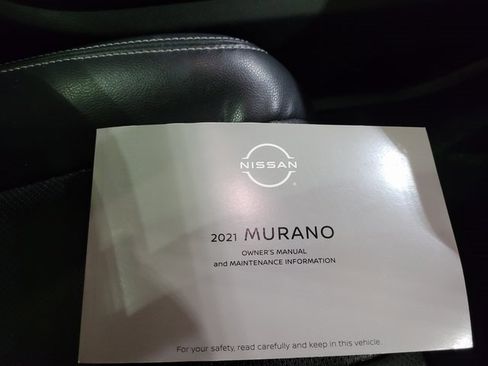 NISSAN
2021 MURANO
OWNER'S MANUAL
and MAINTENANCE INFORMATION
For your safety, read carefully and keep in this vehicle.